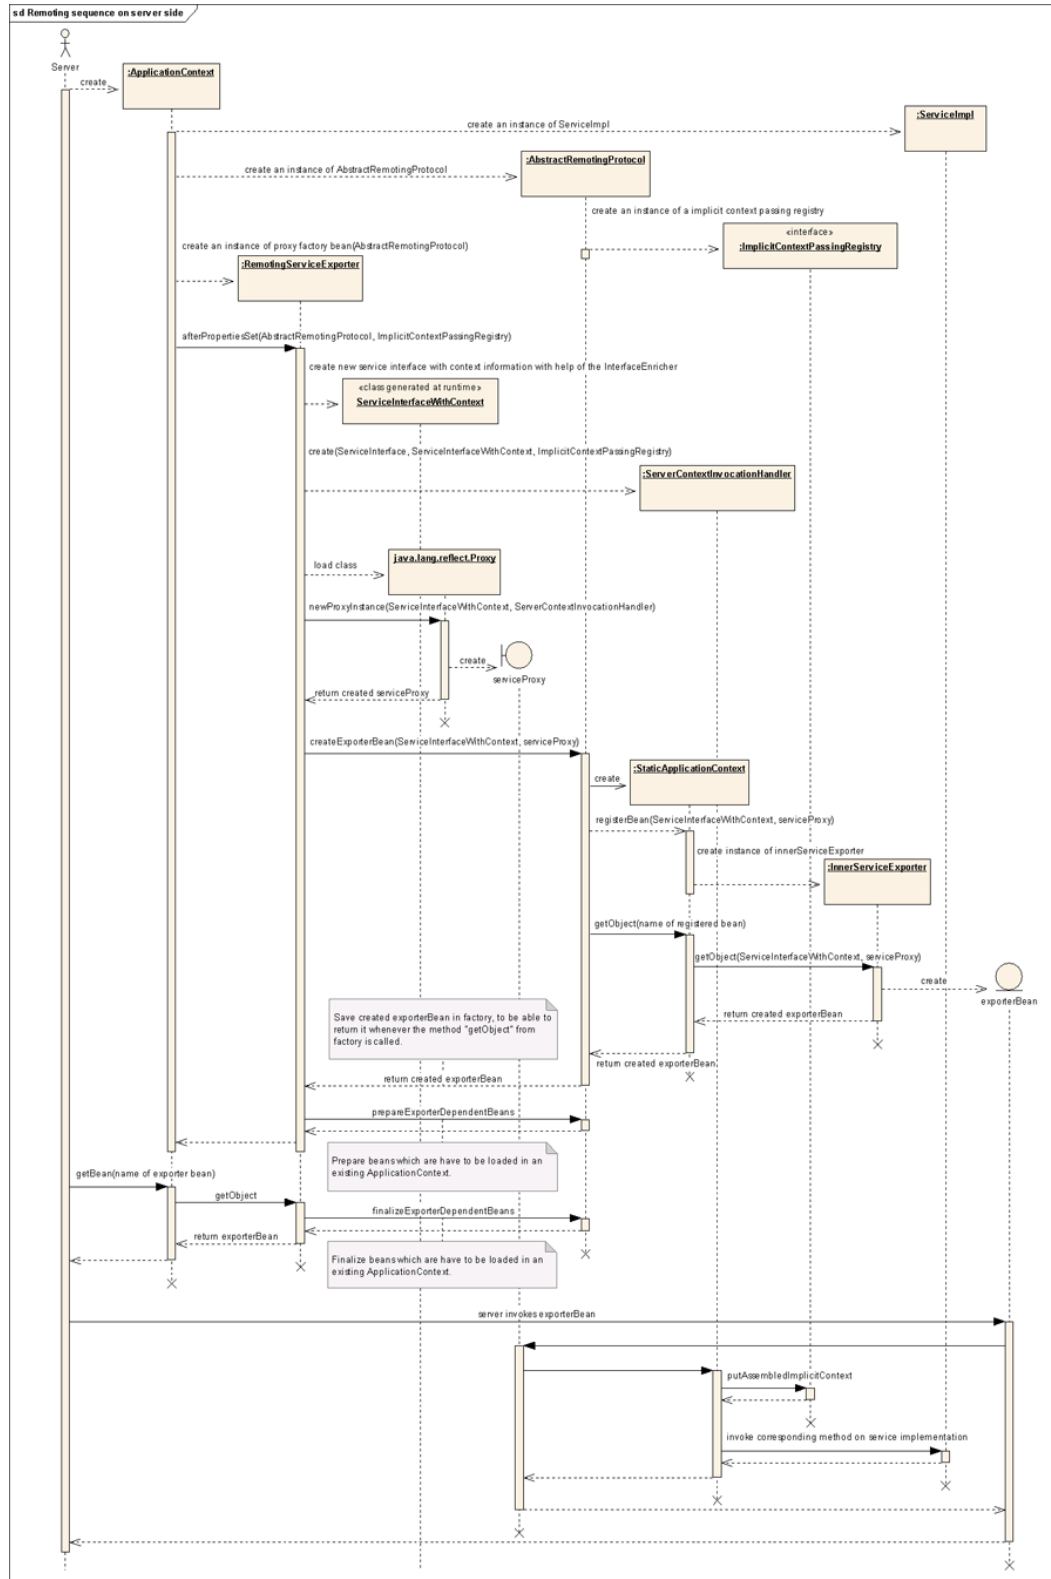 sd Remoting sequence on server side
Server
create
:ApplicationContext
create an instance of ServiceImpl
:ServiceImpl
create an instance of AbstractRemotingProtocol
:AbstractRemotingProtocol
create an instance of a implicit context passing registry
«interface»
:ImplicitContextPassingRegistry
create an instance of proxy factory bean(AbstractRemotingProtocol)
:RemotingServiceExporter
afterPropertiesSet(AbstractRemotingProtocol, ImplicitContextPassingRegistry)
create new service interface with context information with help of the InterfaceEnricher
«class generated at runtime»
ServiceInterfaceWithContext
create(ServiceInterface, ServiceInterfaceWithContext, ImplicitContextPassingRegistry)
:ServerContextInvocationHandler
load class
java.lang.reflect.Proxy
newProxyInstance(ServiceInterfaceWithContext, ServerContextInvocationHandler)
create
serviceProxy
return created serviceProxy
createExporterBean(ServiceInterfaceWithContext, serviceProxy)
create
:StaticApplicationContext
registerBean(ServiceInterfaceWithContext, serviceProxy)
create instance of innerServiceExporter
:InnerServiceExporter
getObject(name of registered bean)
getObject(ServiceInterfaceWithContext, serviceProxy)
create
exporterBean
return created exporterBean
Save created exporterBean in factory, to be able to
return it whenever the method "getObject" from
factory is called.
return created exporterBean
return created exporterBean
prepareExporterDependentBeans
Prepare beans which are have to be loaded in an
existing ApplicationContext.
getBean(name of exporter bean)
getObject
finalizeExporterDependentBeans
return exporterBean
Finalize beans which are have to be loaded in an
existing ApplicationContext.
server invokes exporterBean
putAssembledImplicitContext
invoke corresponding method on service implementation